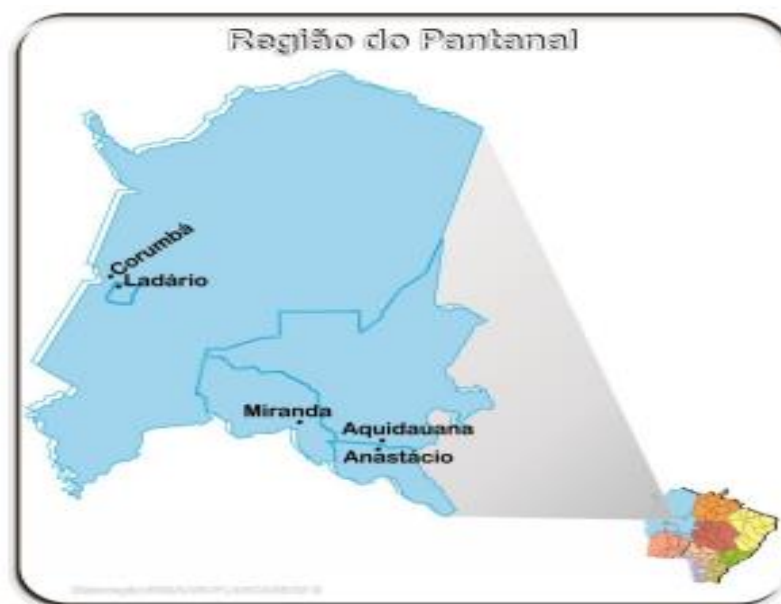 Região do Pantanal
Corumbá
Ladário
Miranda
Aquidauana
Anastácio